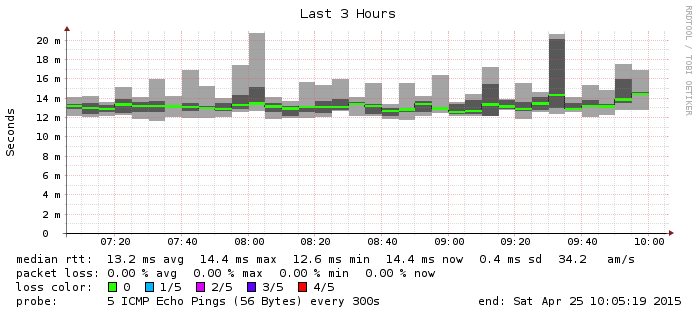 Last 3 Hours
RRDTOOL / TOBI OETIKER
Seconds
20 m
18 m
16 m
14 m
12 m
10 m
8 m
6 m
4 m
2 m
0
07:20 07:40 08:00 08:20 08:40 09:00 09:20 09:40 10:00
median rtt: 13.2 ms avg 14.4 ms max 12.6 ms min 14.4 ms now 0.4 ms sd 34.2 am/s
packet loss: 0.00 % avg 0.00 % max 0.00 % min 0.00 % now
loss color: 0 1/5 2/5 3/5 4/5
probe: 5 ICMP Echo Pings (56 Bytes) every 300s end: Sat Apr 25 10:05:19 2015